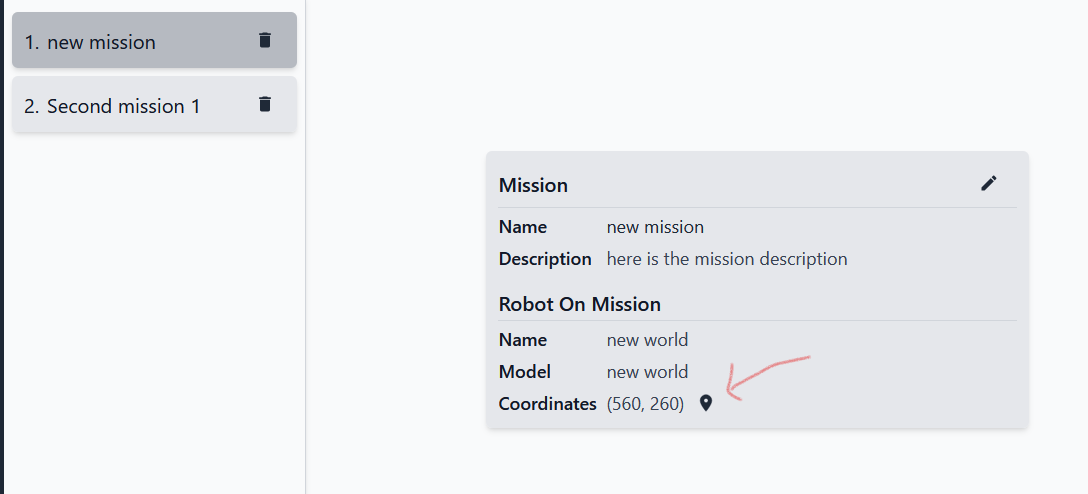 1. new mission
2. Second mission 1
Mission
Name new mission
Description here is the mission description
Robot On Mission
Name new world
Model new world
Coordinates (560, 260)